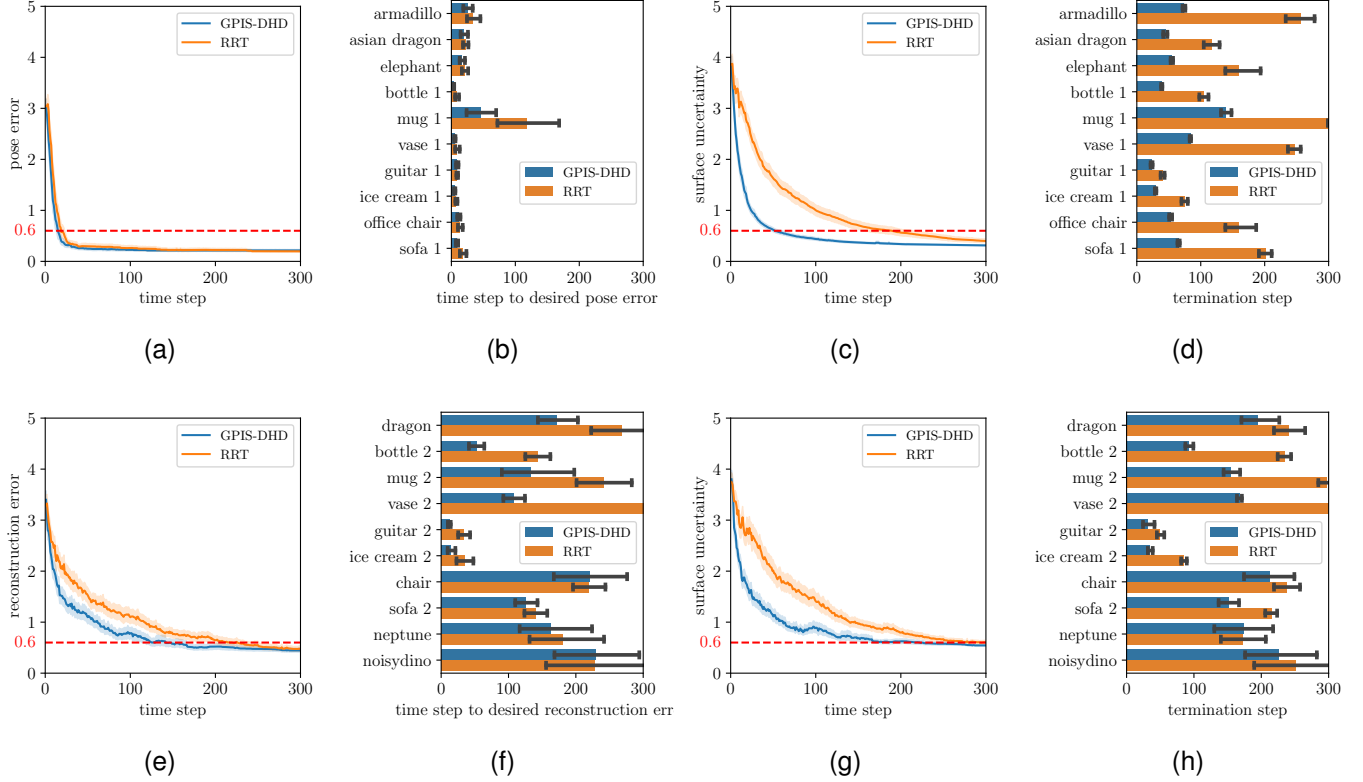 5
4
3
2
1
0.6
0
pose error
GPIS-DHD
RRT
0 100 200 300
time step
(a)
armadillo
asian dragon
elephant
bottle 1
mug 1
vase 1
guitar 1
ice cream 1
office chair
sofa 1
GPIS-DHD
RRT
0 100 200 300
time step to desired pose error
(b)
5
4
3
2
1
0.6
0
surface uncertainty
GPIS-DHD
RRT
0 100 200 300
time step
(c)
armadillo
asian dragon
elephant
bottle 1
mug 1
vase 1
guitar 1
ice cream 1
office chair
sofa 1
GPIS-DHD
RRT
0 100 200 300
termination step
(d)
5
4
3
2
1
0.6
0
reconstruction error
GPIS-DHD
RRT
0 100 200 300
time step
(e)
dragon
bottle 2
mug 2
vase 2
guitar 2
ice cream 2
chair
sofa 2
neptune
noisydino
GPIS-DHD
RRT
0 100 200 300
time step to desired reconstruction err
(f)
5
4
3
2
1
0.6
0
surface uncertainty
GPIS-DHD
RRT
0 100 200 300
time step
(g)
dragon
bottle 2
mug 2
vase 2
guitar 2
ice cream 2
chair
sofa 2
neptune
noisydino
GPIS-DHD
RRT
0 100 200 300
termination step
(h)